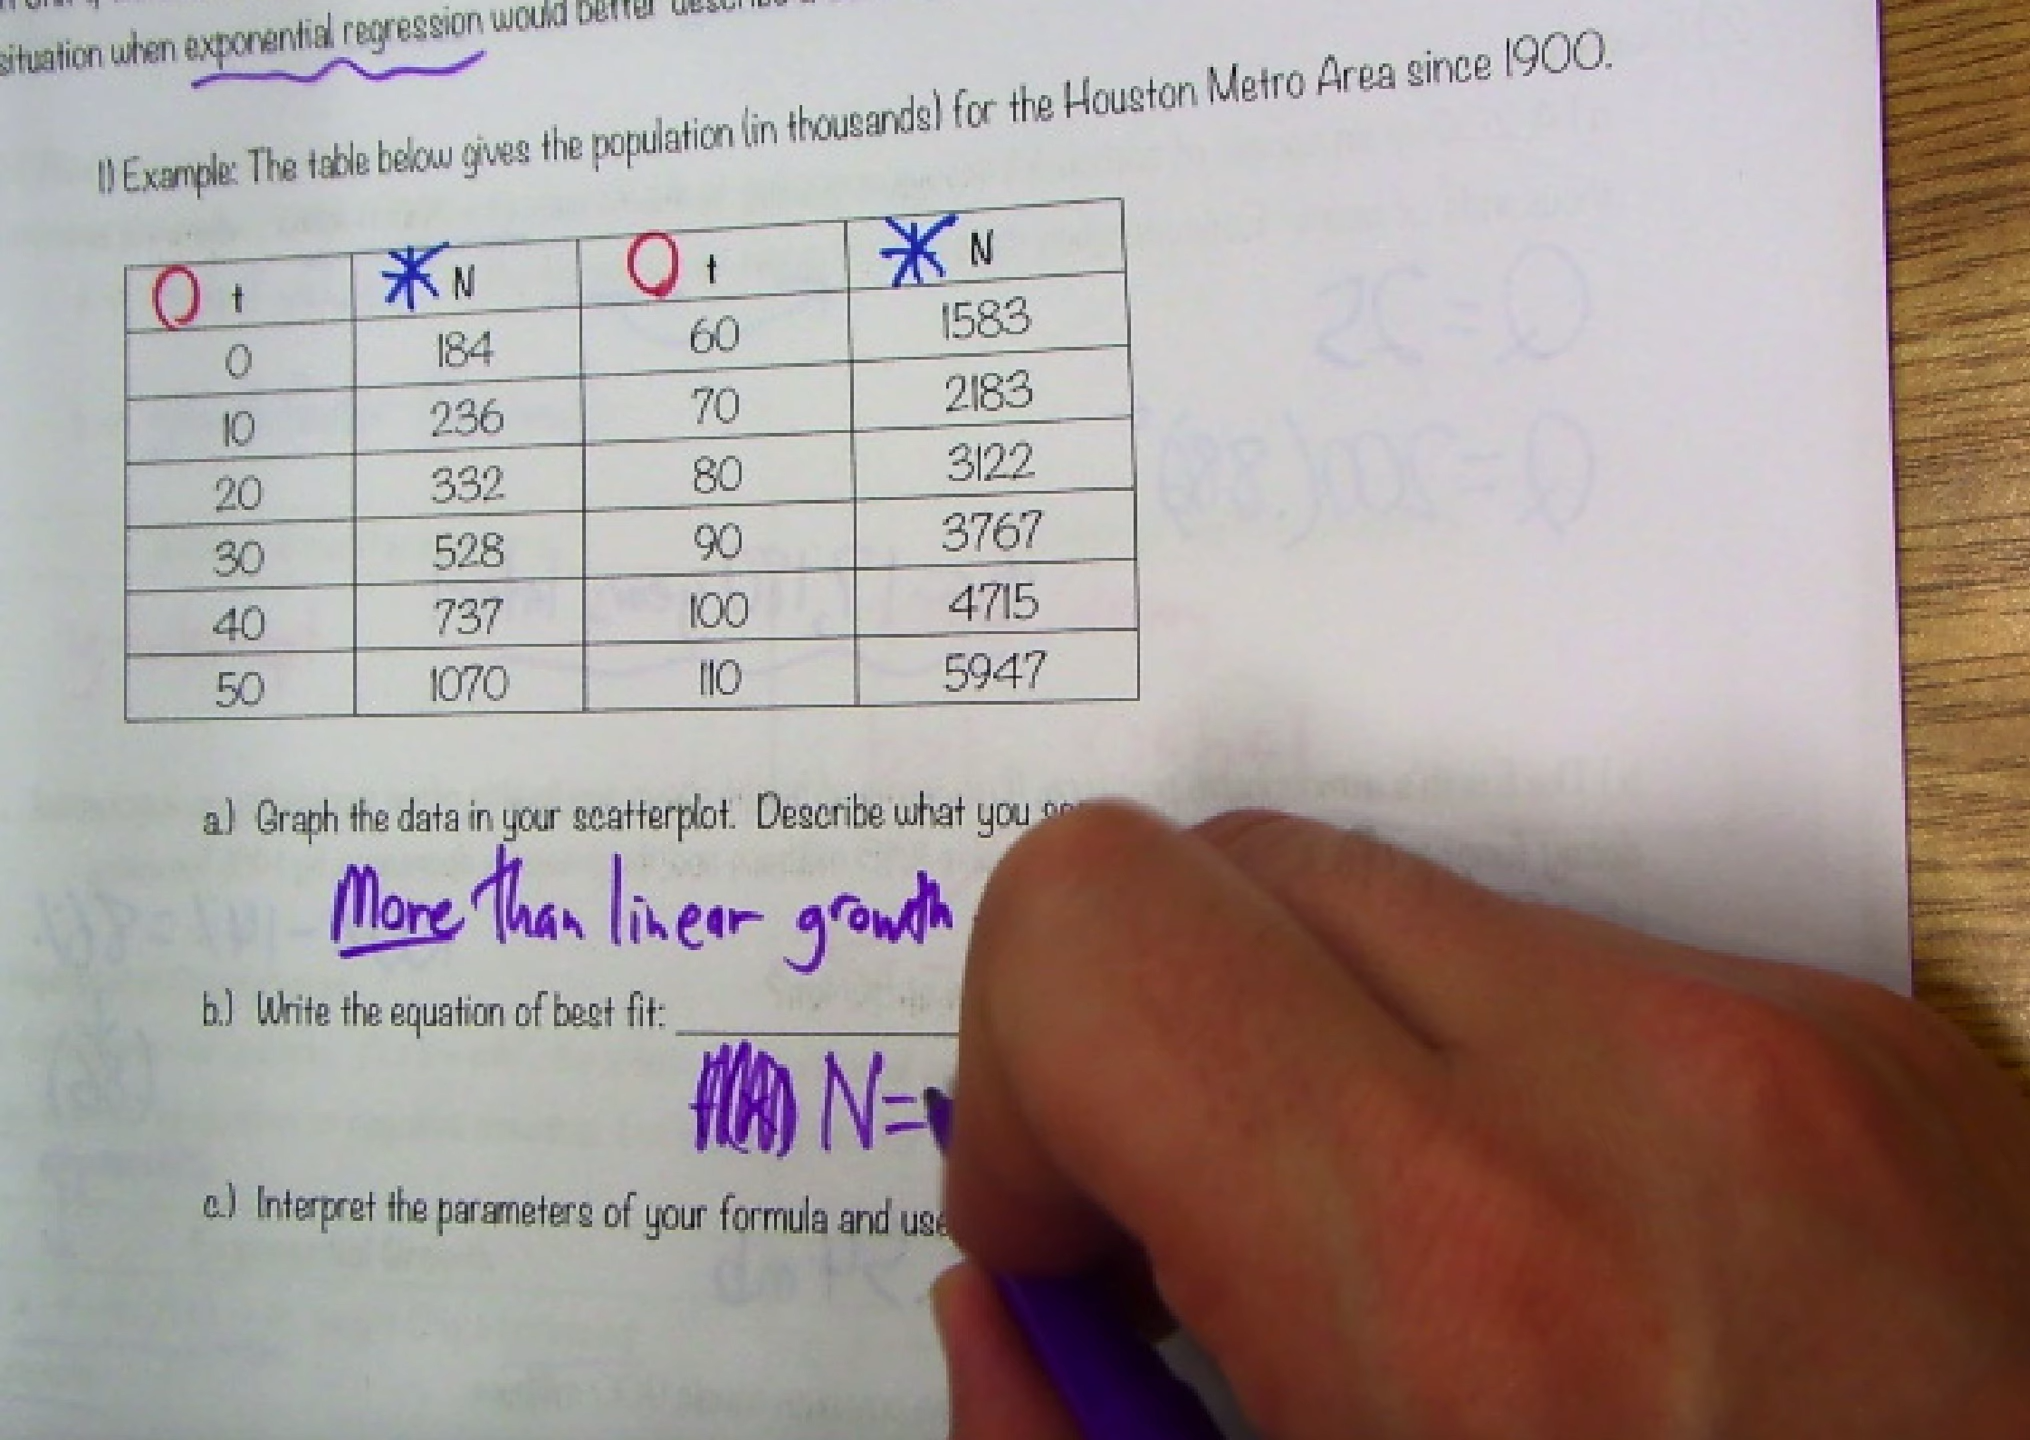 situation when exponential regression would better
1) Example: The table below gives the population (in thousands) for the Houston Metro Area since 1900.
t N t N
0 184 60 1583
10 236 70 2183
20 332 80 3122
30 528 90 3767
40 737 100 4715
50 1070 110 5947
a.) Graph the data in your scatterplot. Describe what you
More than linear growth
b.) Write the equation of best fit:
N=
c.) Interpret the parameters of your formula and use